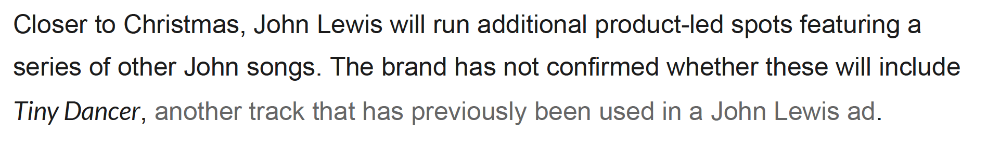 Closer to Christmas, John Lewis will run additional product-led spots featuring a
series of other John songs. The brand has not confirmed whether these will include
Tiny Dancer, another track that has previously been used in a John Lewis ad.